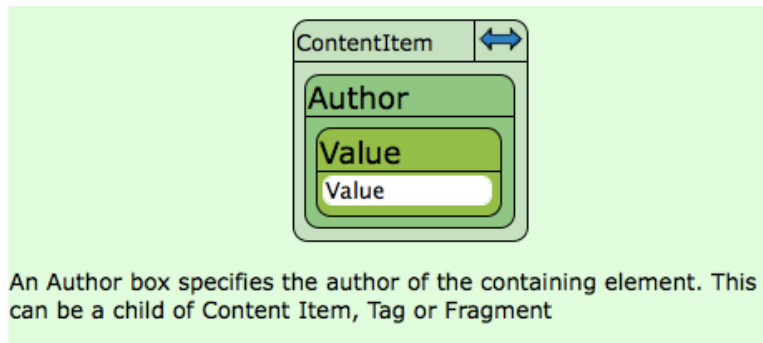 ContentItem
Author
Value
Value
An Author box specifies the author of the containing element. This
can be a child of Content Item, Tag or Fragment